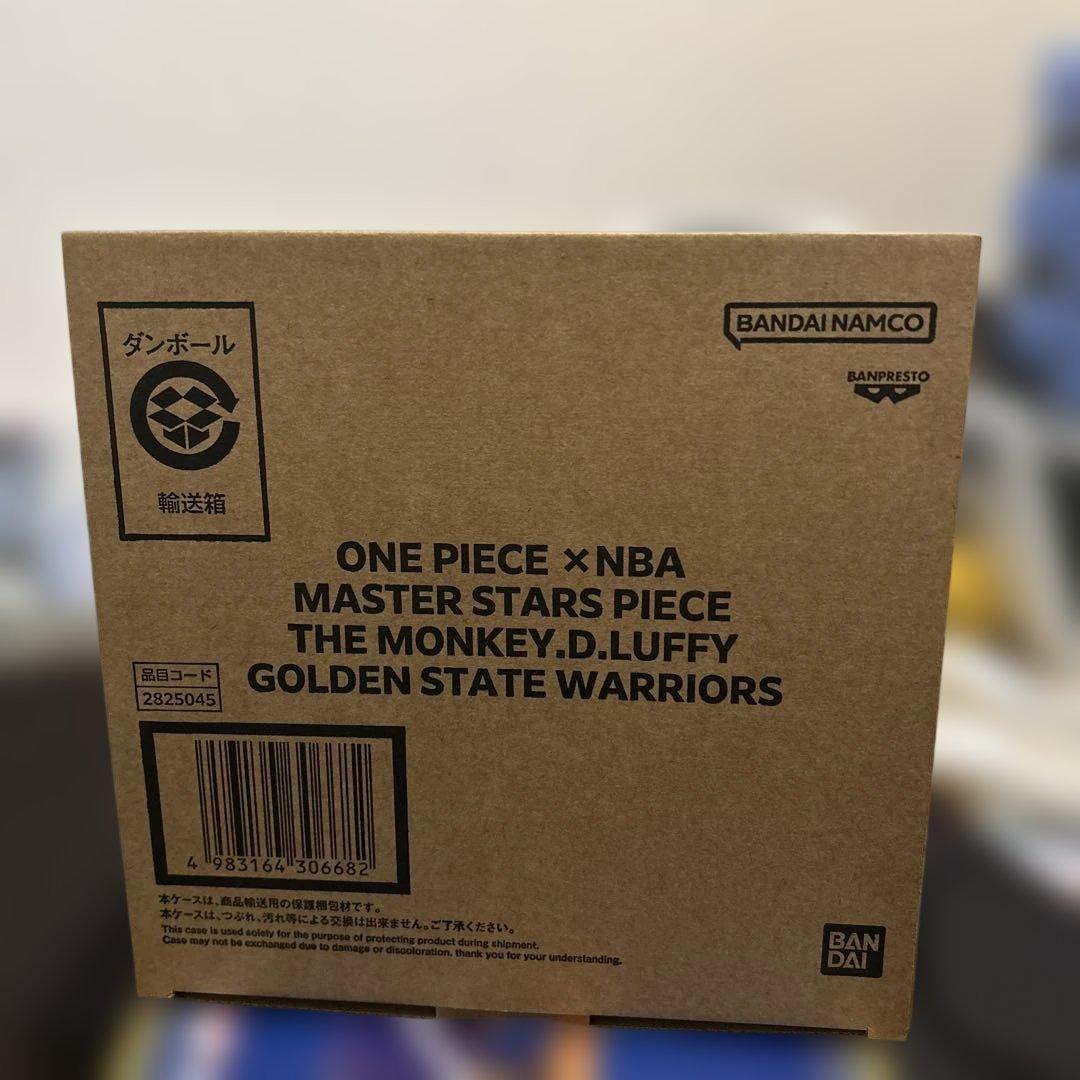 ダンボール
輸送箱
BANDAI NAMCO
BANPRESTO
ONE PIECE ×NBA
MASTER STARS PIECE
THE MONKEY.D.LUFFY
GOLDEN STATE WARRIORS
品目コード
2825045
4 983164 306682
本ケースは、商品輸送用の保護梱包材です。
本ケースは、つぶれ、汚れ等による交換は出来ません。ご了承ください。
This case is used solely for the purpose of protecting product during shipment.
Case may not be exchanged due to damage or discoloration. thank you for your understanding.
BAN
DAI